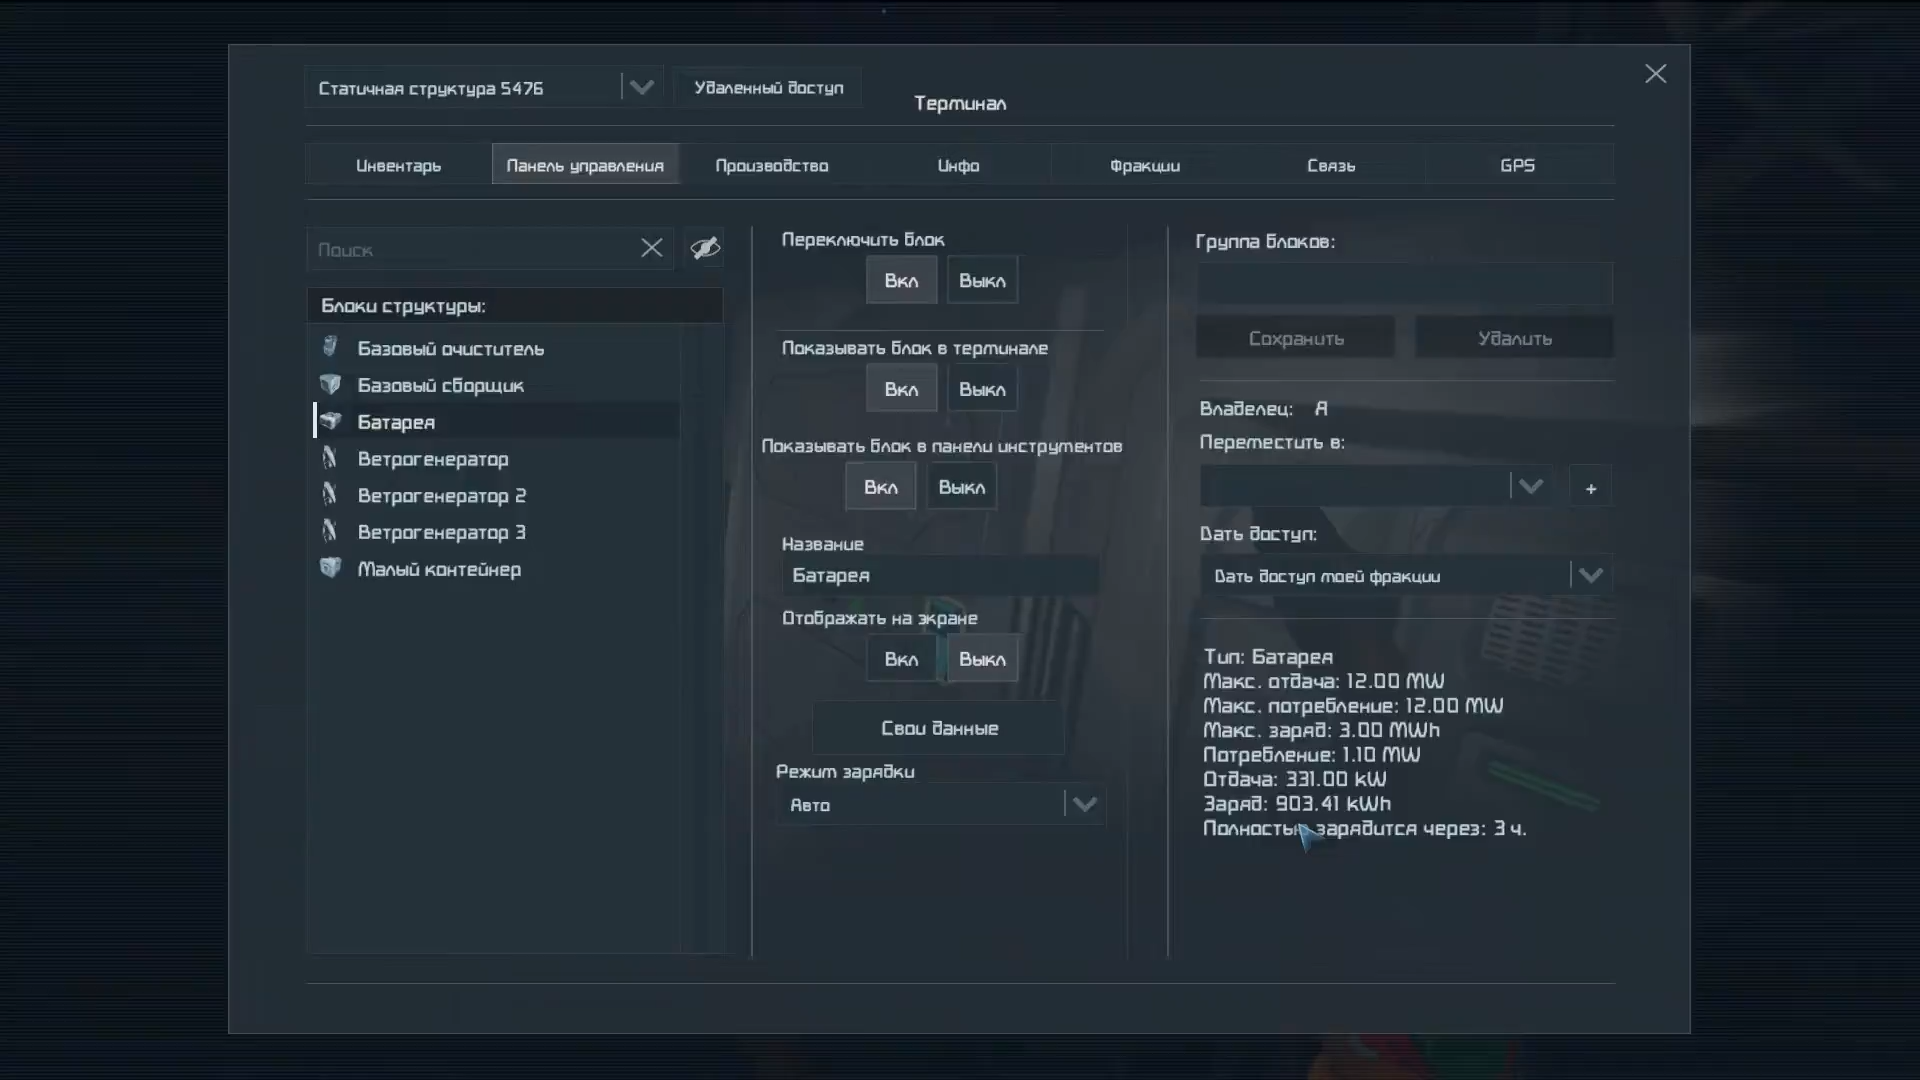 Статичная структура 5476
Удаленный доступ
Терминал
Инвентарь
Панель управления
Производство
Инфо
Фракции
Связь
GPS
Поиск
Блоки структуры:
Базовый очиститель
Базовый сборщик
Батарея
Ветрогенератор
Ветрогенератор 2
Ветрогенератор 3
Малый контейнер
Переключить блок
Вкл Выкл
Показывать блок в терминале
Вкл Выкл
Показывать блок в панели инструментов
Вкл Выкл
Название
Батарея
Отображать на экране
Вкл Выкл
Свои данные
Режим зарядки
Авто
Группа блоков:
Сохранить Удалить
Владелец: Я
Переместить в:
+
Дать доступ:
Дать доступ моей фракции
Тип: Батарея
Макс. отдача: 12.00 MW
Макс. потребление: 12.00 MW
Макс. заряд: 3.00 MWh
Потребление: 1.10 MW
Отдача: 331.00 kW
Заряд: 903.41 kWh
Полностью зарядится через: 3 ч.